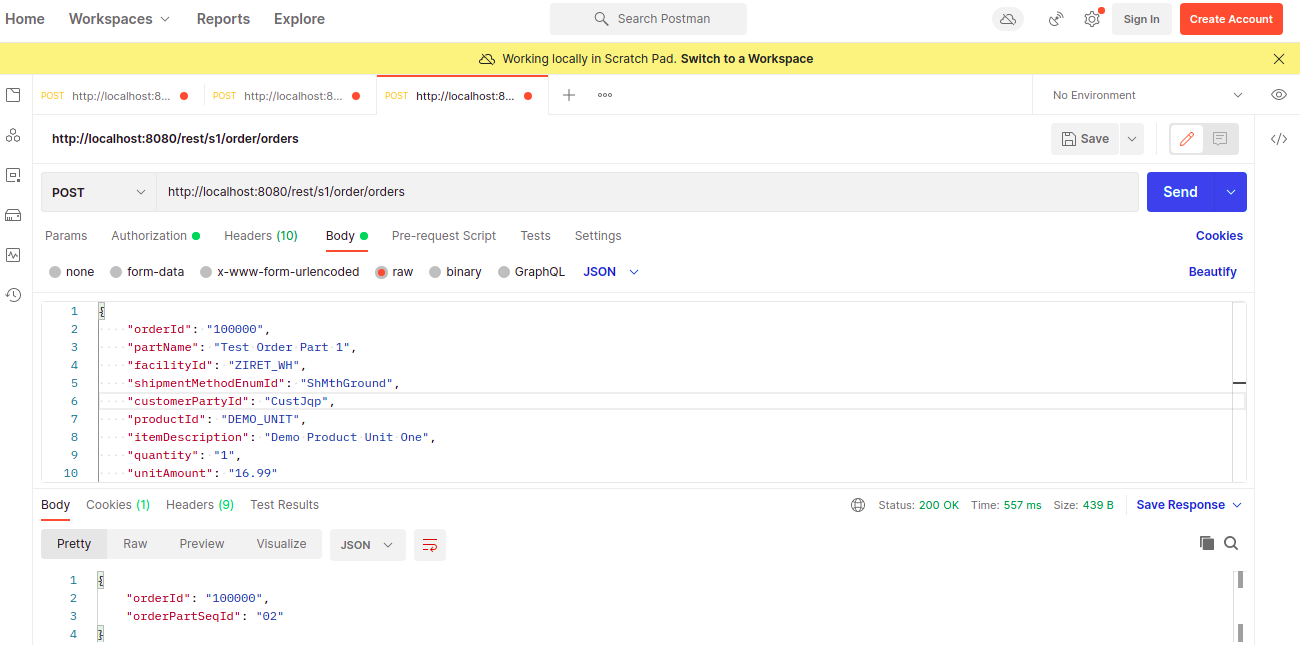 Home Workspaces Reports Explore Search Postman Sign In Create Account
Working locally in Scratch Pad. Switch to a Workspace
POST http://localhost:8... POST http://localhost:8... POST http://localhost:8... No Environment
http://localhost:8080/rest/s1/order/orders Save
POST http://localhost:8080/rest/s1/order/orders Send
Params Authorization Headers (10) Body Pre-request Script Tests Settings Cookies
none form-data x-www-form-urlencoded raw binary GraphQL JSON Beautify
1 {
2 "orderId": "100000",
3 "partName": "Test Order Part 1",
4 "facilityId": "ZIRET_WH",
5 "shipmentMethodEnumId": "ShMthGround",
6 "customerPartyId": "CustJqp",
7 "productId": "DEMO_UNIT",
8 "itemDescription": "Demo Product Unit One",
9 "quantity": "1",
10 "unitAmount": "16.99"
Body Cookies (1) Headers (9) Test Results Status: 200 OK Time: 557 ms Size: 439 B Save Response
Pretty Raw Preview Visualize JSON
1 {
2 "orderId": "100000",
3 "orderPartSeqId": "02"
4 }